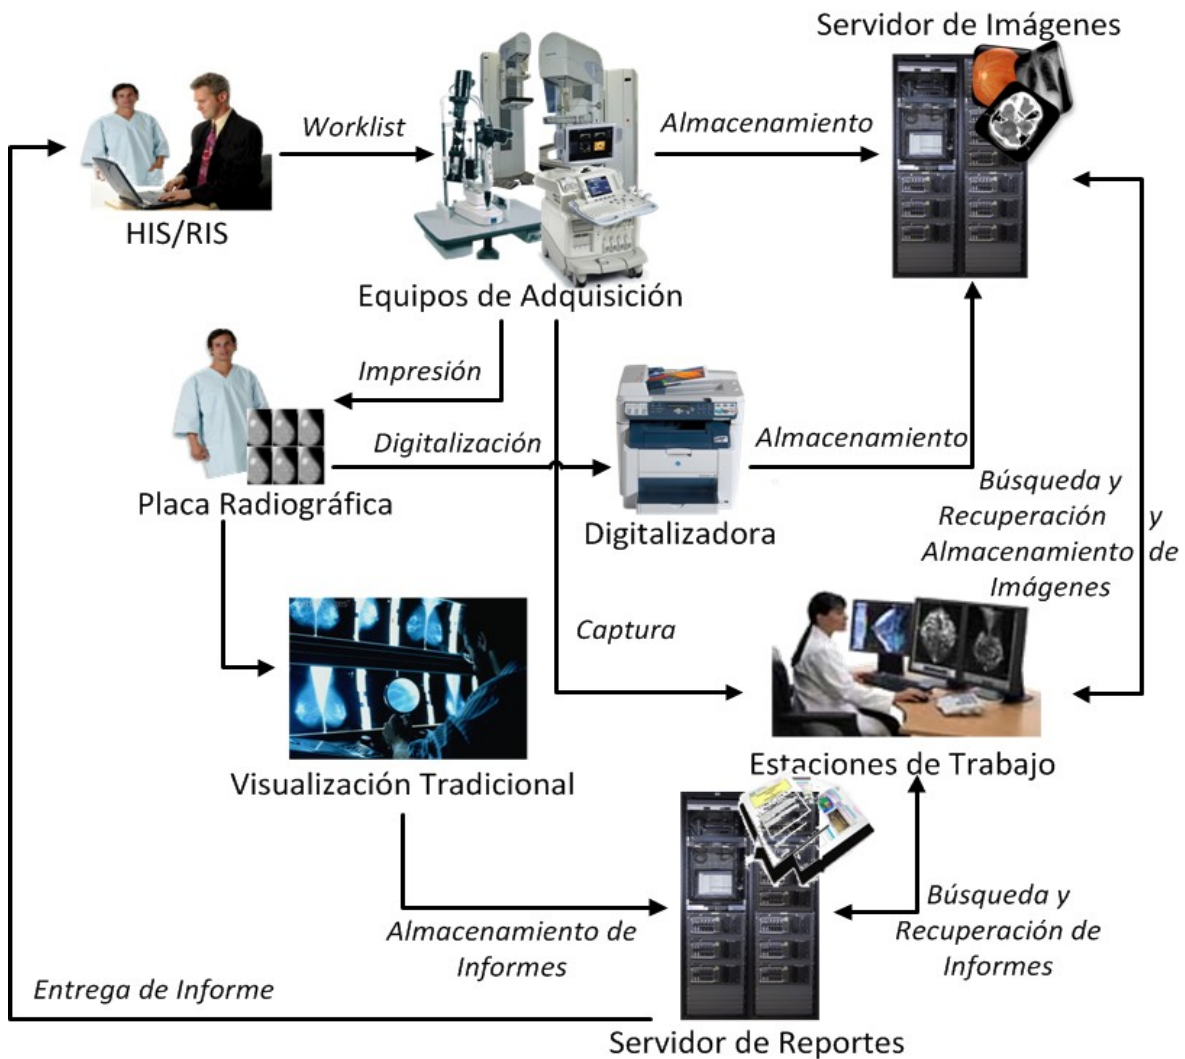 Servidor de Imágenes
Worklist
Almacenamiento
HIS/RIS
Equipos de Adquisición
Impresión
Digitalización
Almacenamiento
Placa Radiográfica
Digitalizadora
Búsqueda y
Recuperación y
Almacenamiento de
Imágenes
Captura
Visualización Tradicional
Estaciones de Trabajo
Almacenamiento de
Informes
Búsqueda y
Recuperación de
Informes
Entrega de Informe
Servidor de Reportes